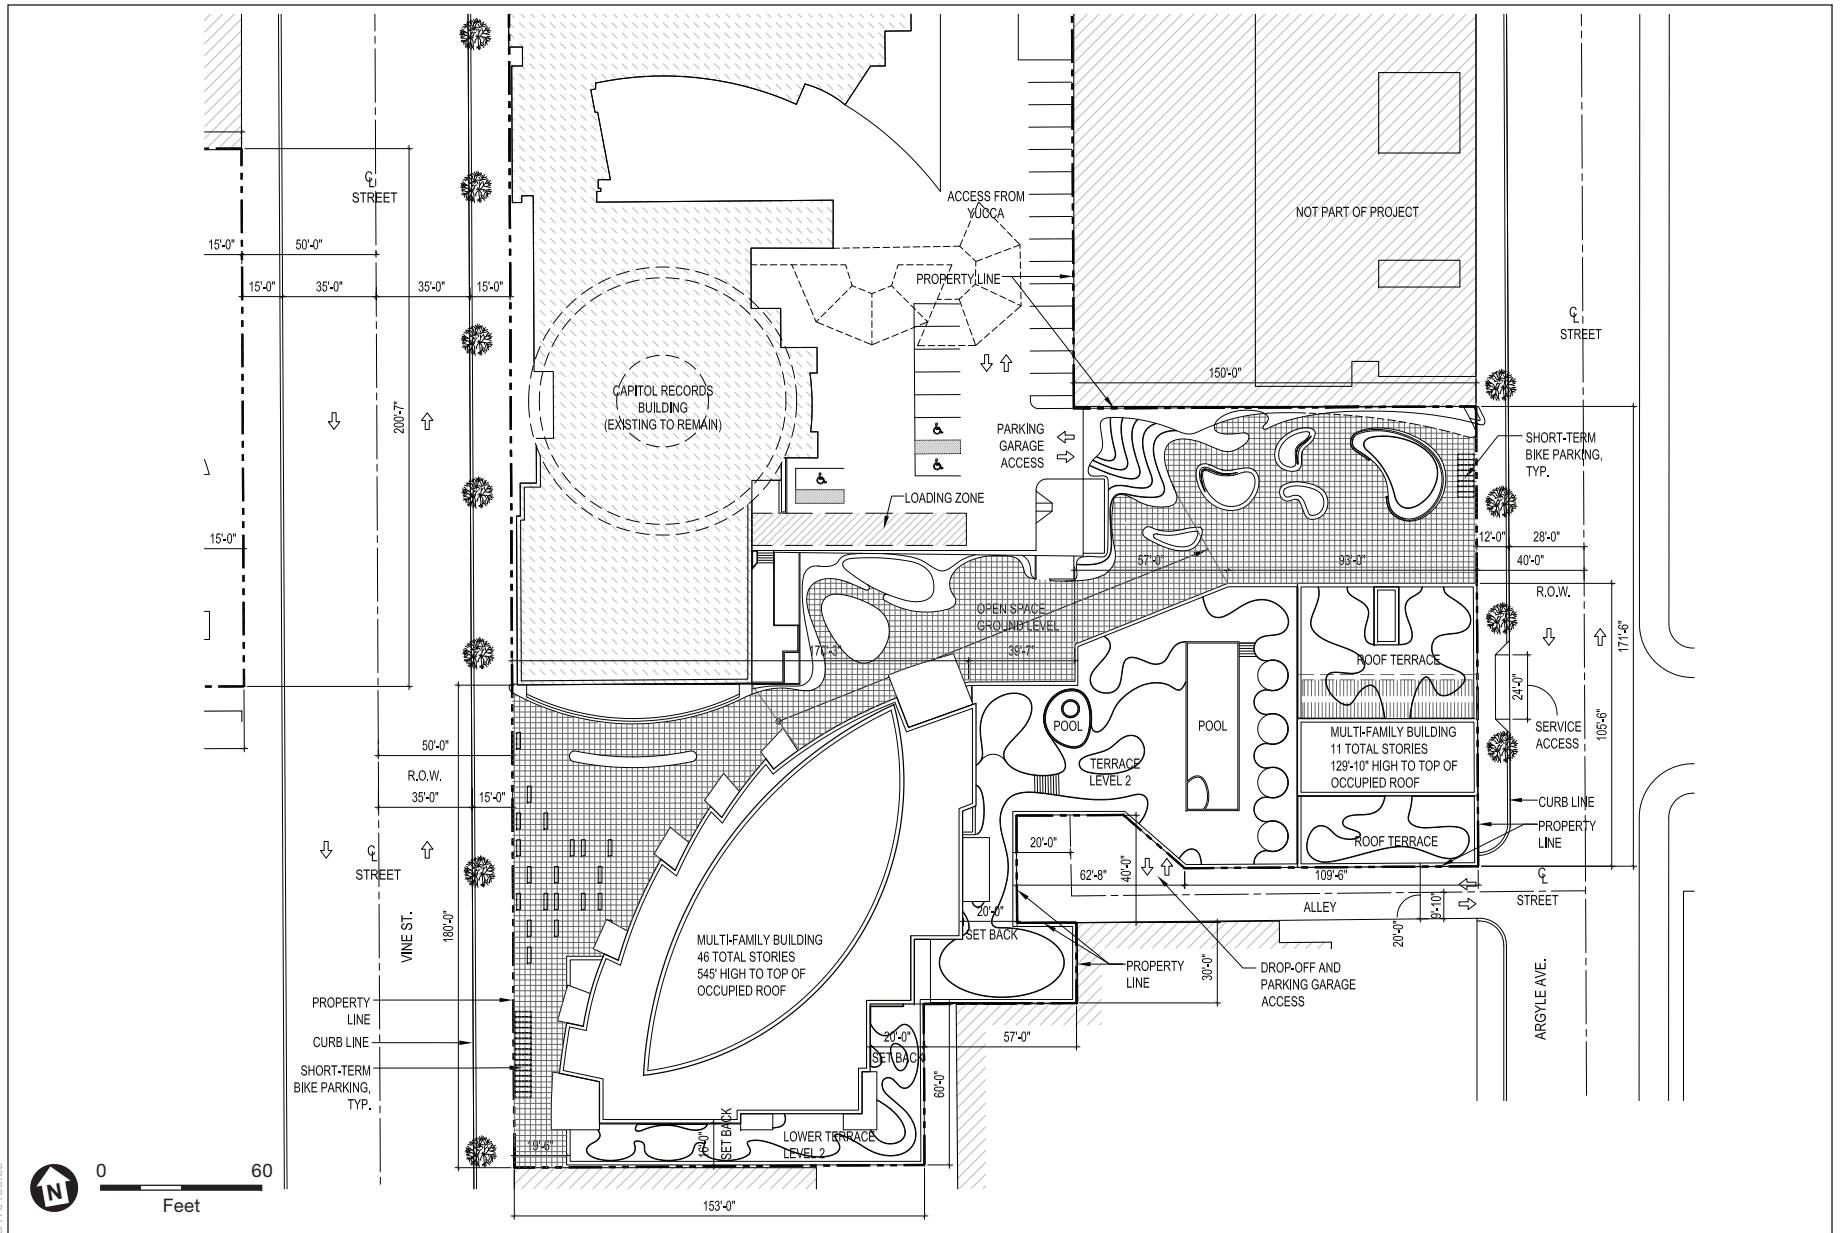 ℄
STREET
15'-0"
50'-0"
15'-0"
35'-0"
35'-0"
15'-0"
200'-7"
15'-0"
ACCESS FROM
YUCCA
PROPERTY LINE
NOT PART OF PROJECT
℄
STREET
150'-0"
CAPITOL RECORDS
BUILDING
(EXISTING TO REMAIN)
PARKING
GARAGE
ACCESS
LOADING ZONE
SHORT-TERM
BIKE PARKING,
TYP.
12'-0"
28'-0"
57'-0"
93'-0"
40'-0"
R.O.W.
OPEN SPACE
GROUND LEVEL
170'-3"
39'-7"
171'-6"
ROOF TERRACE
24'-0"
SERVICE
ACCESS
105'-6"
POOL
POOL
MULTI-FAMILY BUILDING
11 TOTAL STORIES
129'-10" HIGH TO TOP OF
OCCUPIED ROOF
TERRACE
LEVEL 2
50'-0"
R.O.W.
35'-0"
15'-0"
CURB LINE
PROPERTY
LINE
ROOF TERRACE
℄
STREET
20'-0"
40'-0"
62'-8"
109'-6"
℄
STREET
ALLEY
9'-10"
20'-0"
VINE ST.
180'-0"
20'-0"
SET BACK
MULTI-FAMILY BUILDING
46 TOTAL STORIES
545' HIGH TO TOP OF
OCCUPIED ROOF
PROPERTY
LINE
30'-0"
DROP-OFF AND
PARKING GARAGE
ACCESS
ARGYLE AVE.
PROPERTY
LINE
CURB LINE
SHORT-TERM
BIKE PARKING,
TYP.
20'-0"
SET BACK
57'-0"
60'-0"
19'-6"
16'-0"
SET BACK
LOWER TERRACE
LEVEL 2
153'-0"
N
0
60
Feet